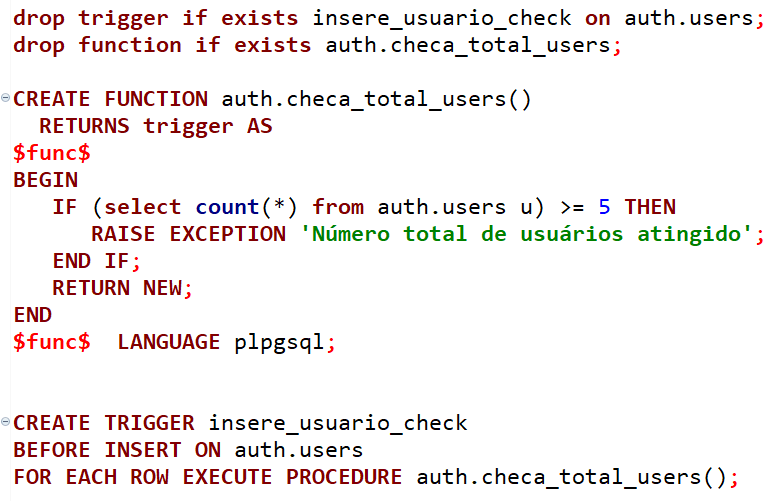 drop trigger if exists insere_usuario_check on auth.users;
drop function if exists auth.checa_total_users;
CREATE FUNCTION auth.checa_total_users()
RETURNS trigger AS
$func$
BEGIN
IF (select count(*) from auth.users u) >= 5 THEN
RAISE EXCEPTION 'Número total de usuários atingido';
END IF;
RETURN NEW;
END
$func$ LANGUAGE plpgsql;
CREATE TRIGGER insere_usuario_check
BEFORE INSERT ON auth.users
FOR EACH ROW EXECUTE PROCEDURE auth.checa_total_users();